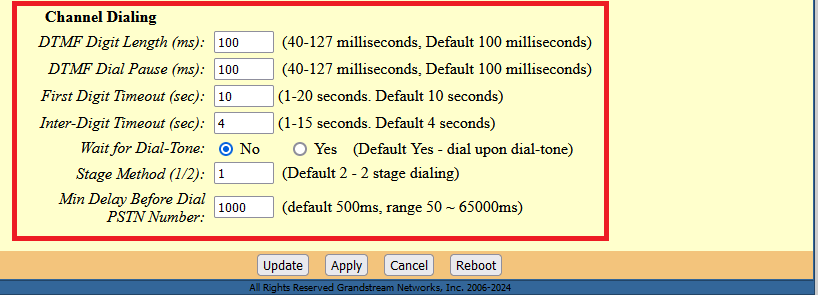 Channel Dialing
DTMF Digit Length (ms): 100 (40-127 milliseconds, Default 100 milliseconds)
DTMF Dial Pause (ms): 100 (40-127 milliseconds, Default 100 milliseconds)
First Digit Timeout (sec): 10 (1-20 seconds. Default 10 seconds)
Inter-Digit Timeout (sec): 4 (1-15 seconds. Default 4 seconds)
Wait for Dial-Tone: No Yes (Default Yes - dial upon dial-tone)
Stage Method (1/2): 1 (Default 2 - 2 stage dialing)
Min Delay Before Dial
PSTN Number: 1000 (default 500ms, range 50 ~ 65000ms)
Update Apply Cancel Reboot
All Rights Reserved Grandstream Networks, Inc. 2006-2024